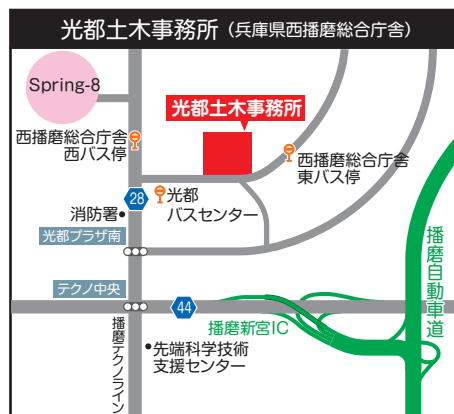 光都土木事務所（兵庫県西播磨総合庁舎）
Spring-8
光都土木事務所
西播磨総合庁舎
西バス停
西播磨総合庁舎
東バス停
28
光都
バスセンター
消防署
光都プラザ南
テクノ中央
44
播磨新宮IC
播磨自動車道
播磨テクノライン
先端科学技術
支援センター